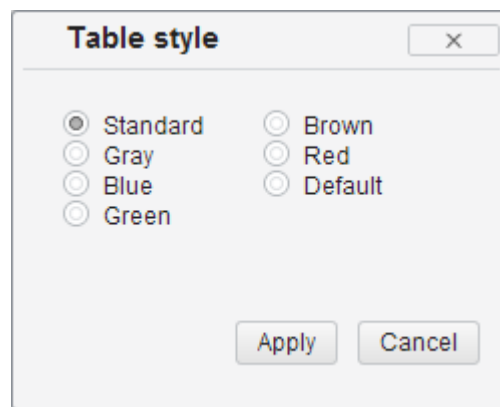 Table style
Standard
Gray
Blue
Green
Brown
Red
Default
Apply
Cancel